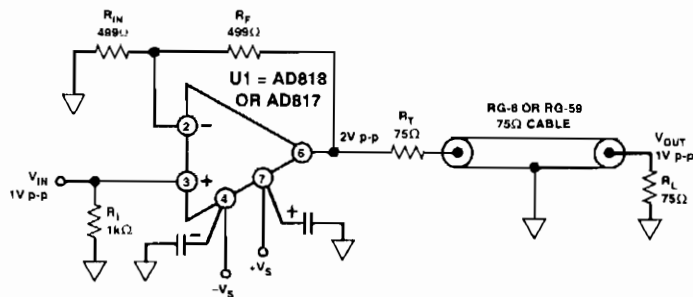 RIN
499Ω
RF
499Ω
U1 = AD818
OR AD817
2
−
3
+
6
7
4
2V p-p
RT
75Ω
RG-6 OR RG-59
75Ω CABLE
VOUT
1V p-p
RL
75Ω
VIN
1V p-p
RI
1kΩ
−
+
−VS
+VS